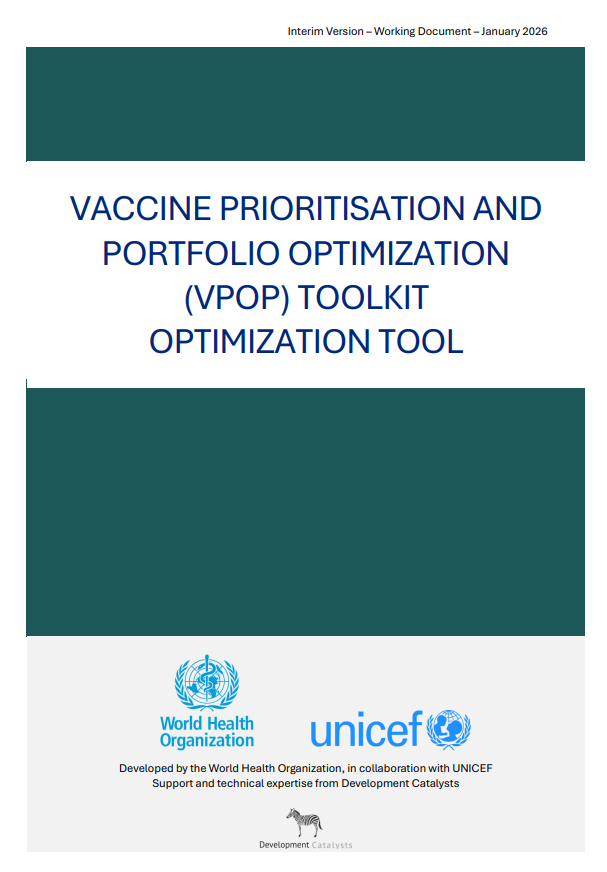 Interim Version – Working Document – January 2026
VACCINE PRIORITISATION AND
PORTFOLIO OPTIMIZATION
(VPOP) TOOLKIT
OPTIMIZATION TOOL
World Health
Organization
unicef
Developed by the World Health Organization, in collaboration with UNICEF
Support and technical expertise from Development Catalysts
Development Catalysts